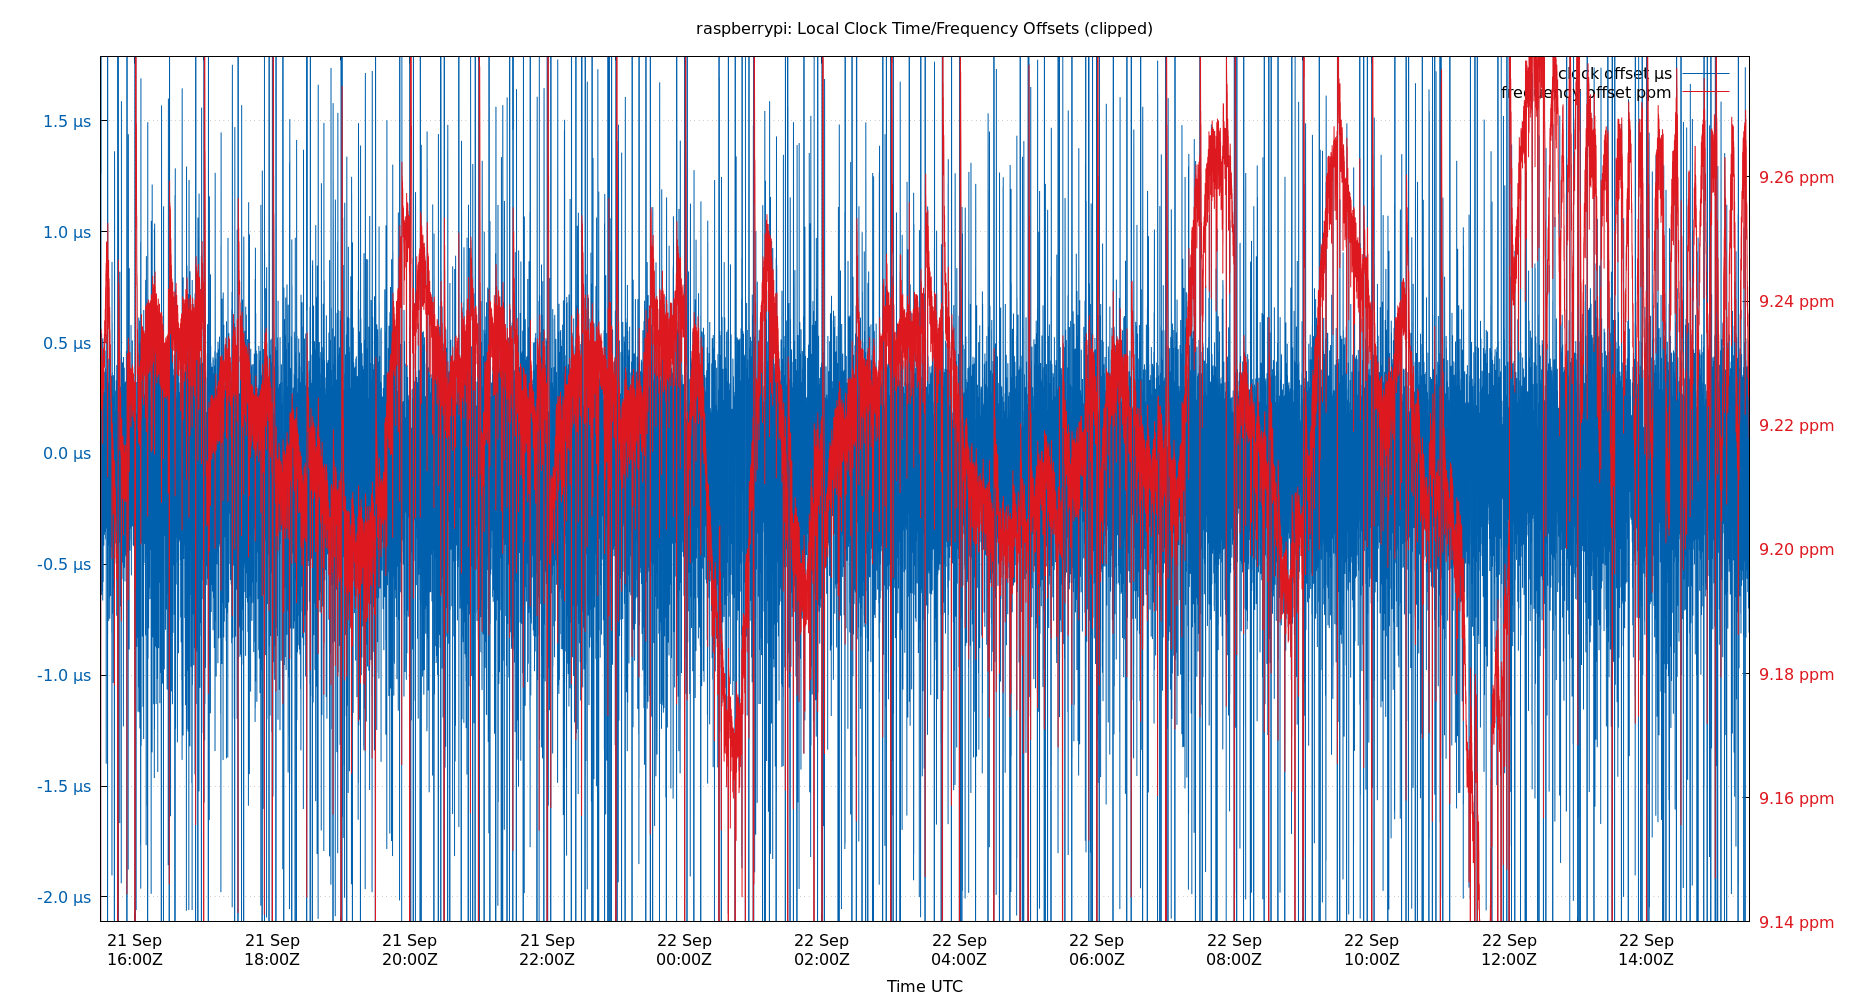 raspberrypi: Local Clock Time/Frequency Offsets (clipped)
clock offset µs
frequency offset ppm
1.5 µs
1.0 µs
0.5 µs
0.0 µs
-0.5 µs
-1.0 µs
-1.5 µs
-2.0 µs
9.26 ppm
9.24 ppm
9.22 ppm
9.20 ppm
9.18 ppm
9.16 ppm
9.14 ppm
21 Sep 21 Sep 21 Sep 21 Sep 22 Sep 22 Sep 22 Sep 22 Sep 22 Sep 22 Sep 22 Sep 22 Sep
16:00Z 18:00Z 20:00Z 22:00Z 00:00Z 02:00Z 04:00Z 06:00Z 08:00Z 10:00Z 12:00Z 14:00Z
Time UTC